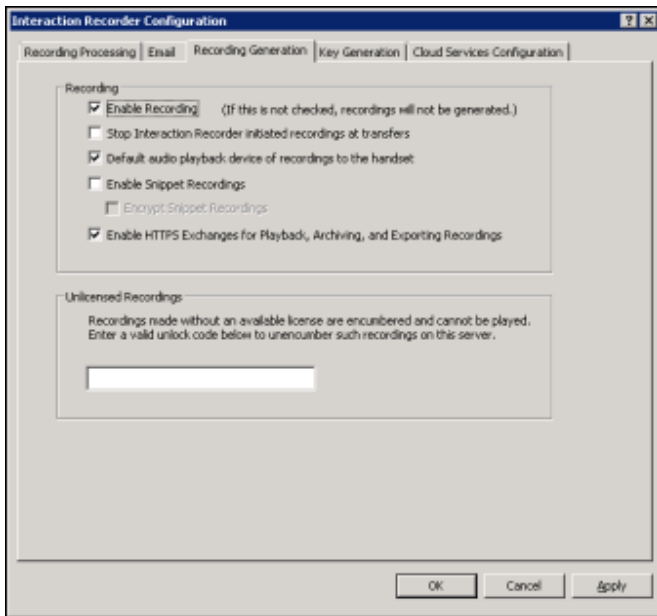 Interaction Recorder Configuration
Recording Processing Email Recording Generation Key Generation Cloud Services Configuration
Recording
Enable Recording (If this is not checked, recordings will not be generated.)
Stop Interaction Recorder initiated recordings at transfers
Default audio playback device of recordings to the handset
Enable Snippet Recordings
Encrypt Snippet Recordings
Enable HTTPS Exchanges for Playback, Archiving, and Exporting Recordings
Unlicensed Recordings
Recordings made without an available license are encumbered and cannot be played.
Enter a valid unlock code below to unencumber such recordings on this server.
OK Cancel Apply